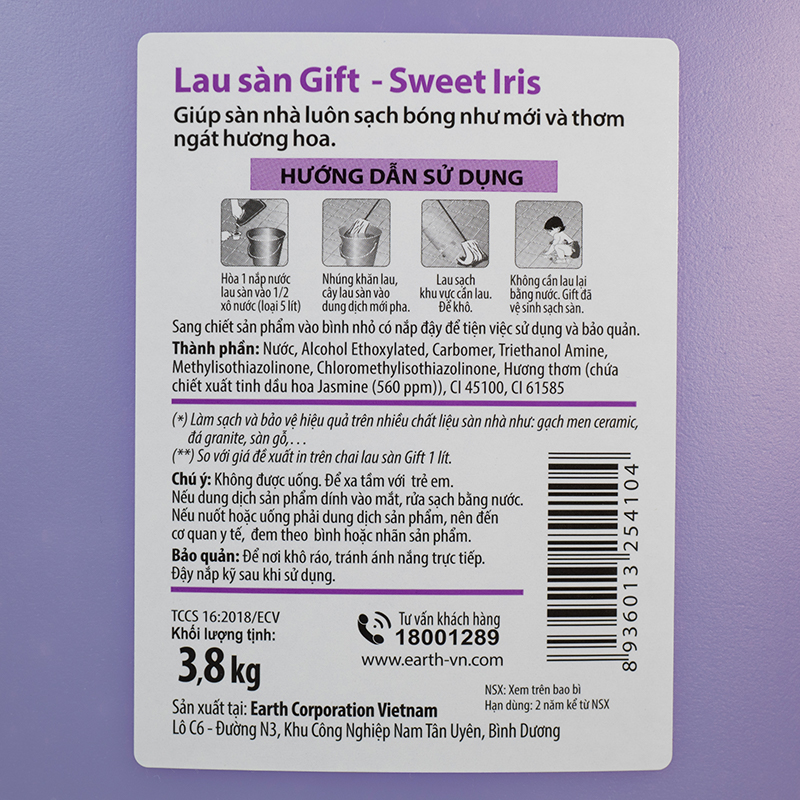 Lau sàn Gift - Sweet Iris
Giúp sàn nhà luôn sạch bóng như mới và thơm
ngát hương hoa.
HƯỚNG DẪN SỬ DỤNG
Hòa 1 nắp nước
lau sàn vào 1/2
xô nước (loại 5 lít)
Nhúng khăn lau,
cây lau sàn vào
dung dịch mới pha.
Lau sạch
khu vực cần lau.
Để khô.
Không cần lau lại
bằng nước. Gift đã
vệ sinh sạch sàn.
Sang chiết sản phẩm vào bình nhỏ có nắp đậy để tiện việc sử dụng và bảo quản.
Thành phần: Nước, Alcohol Ethoxylated, Carbomer, Triethanol Amine,
Methylisothiazolinone, Chloromethylisothiazolinone, Hương thơm (chứa
chiết xuất tinh dầu hoa Jasmine (560 ppm)), CI 45100, CI 61585
(*) Làm sạch và bảo vệ hiệu quả trên nhiều chất liệu sàn nhà như: gạch men ceramic,
đá granite, sàn gỗ,...
(**) So với giá đề xuất in trên chai lau sàn Gift 1 lít.
Chú ý: Không được uống. Để xa tầm với trẻ em.
Nếu dung dịch sản phẩm dính vào mắt, rửa sạch bằng nước.
Nếu nuốt hoặc uống phải dung dịch sản phẩm, nên đến
cơ quan y tế, đem theo bình hoặc nhãn sản phẩm.
Bảo quản: Để nơi khô ráo, tránh ánh nắng trực tiếp.
Đậy nắp kỹ sau khi sử dụng.
8 936013 254104
TCCS 16:2018/ECV
Khối lượng tịnh:
3,8 kg
Tư vấn khách hàng
18001289
www.earth-vn.com
NSX: Xem trên bao bì
Hạn dùng: 2 năm kể từ NSX
Sản xuất tại: Earth Corporation Vietnam
Lô C6 - Đường N3, Khu Công Nghiệp Nam Tân Uyên, Bình Dương